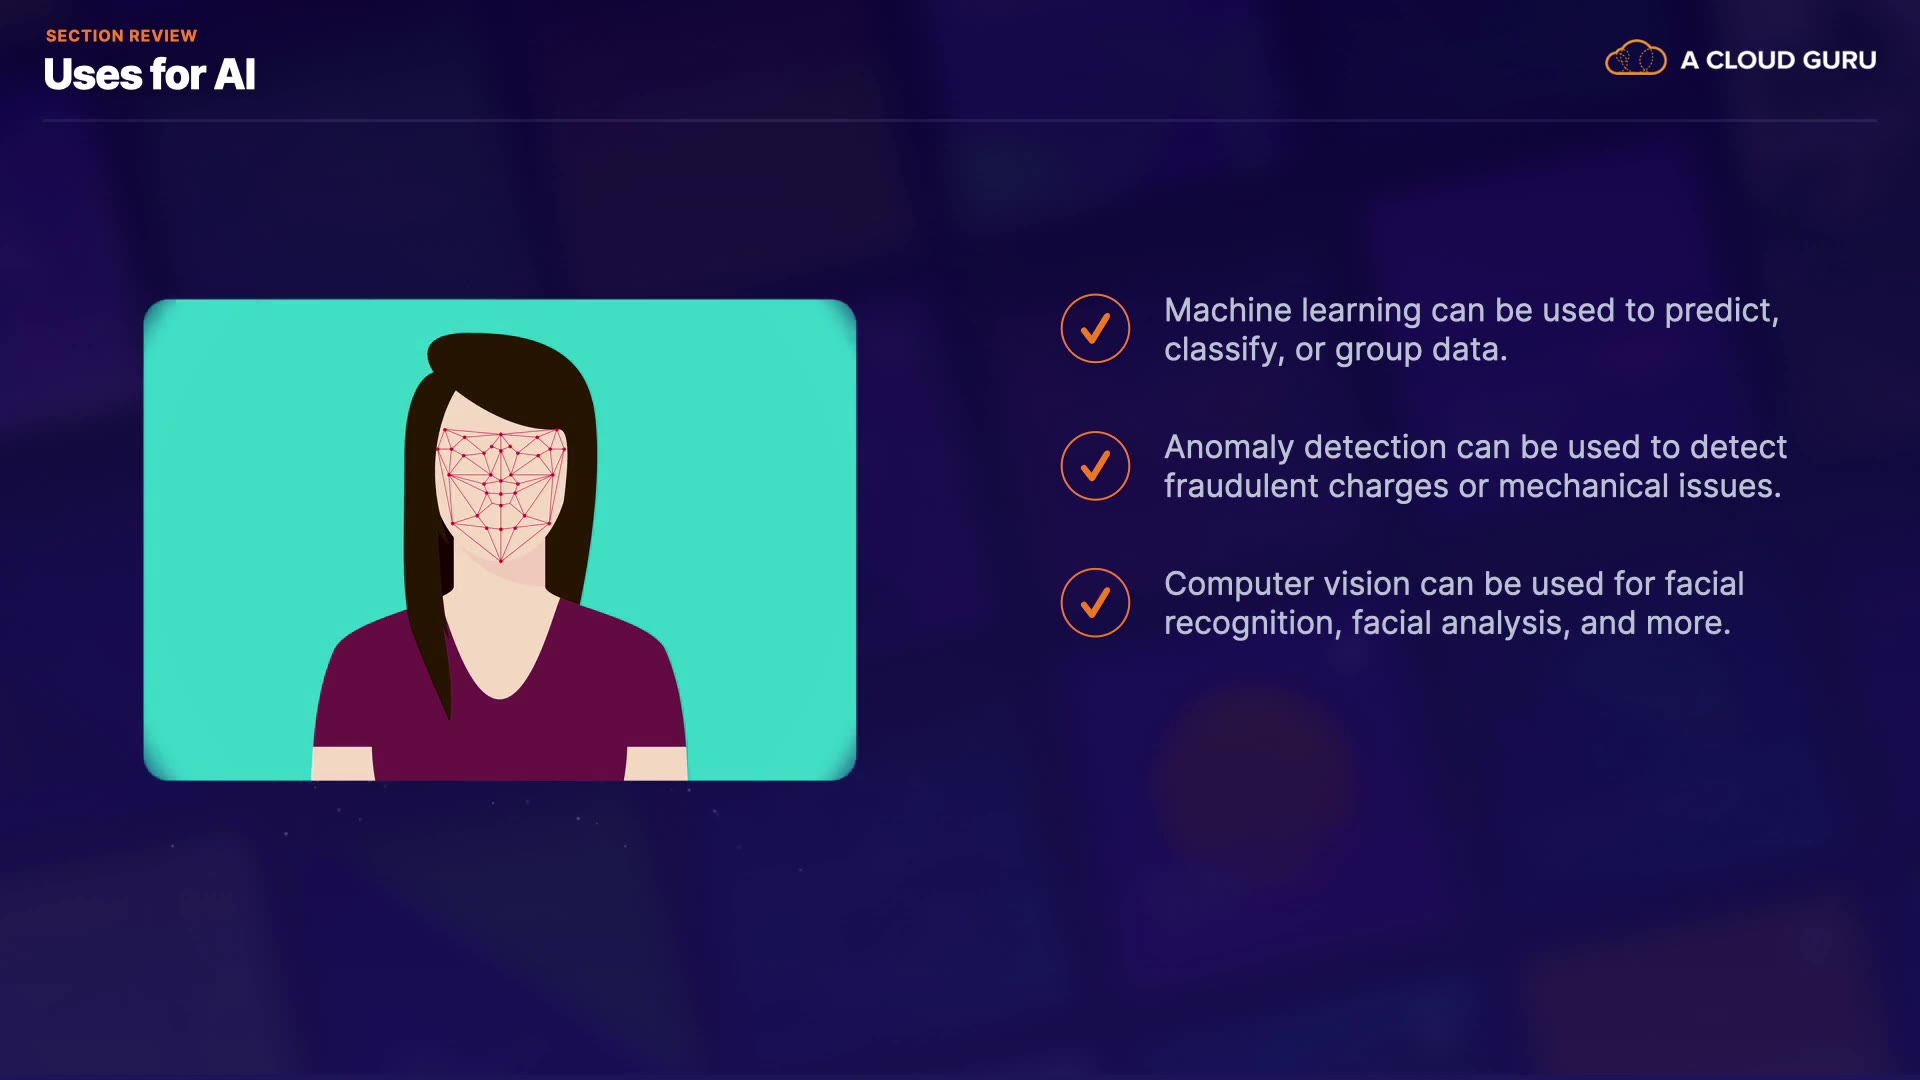 SECTION REVIEW
Uses for AI
A CLOUD GURU
Machine learning can be used to predict,
classify, or group data.
Anomaly detection can be used to detect
fraudulent charges or mechanical issues.
Computer vision can be used for facial
recognition, facial analysis, and more.